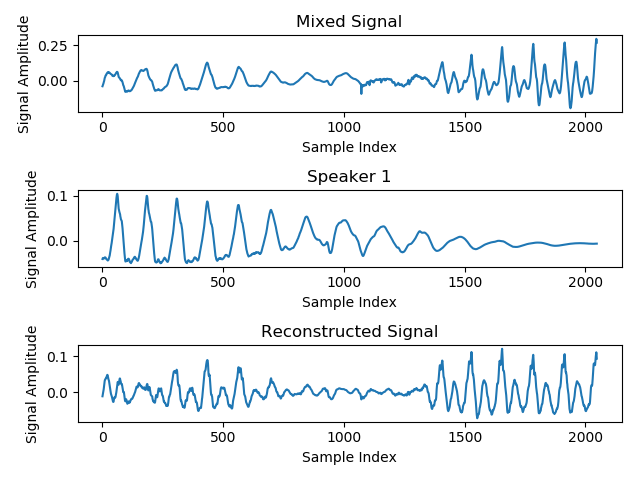 Mixed Signal
Signal Amplitude
0.25
0.00
0 500 1000 1500 2000
Sample Index
Speaker 1
Signal Amplitude
0.1
0.0
0 500 1000 1500 2000
Sample Index
Reconstructed Signal
Signal Amplitude
0.1
0.0
0 500 1000 1500 2000
Sample Index